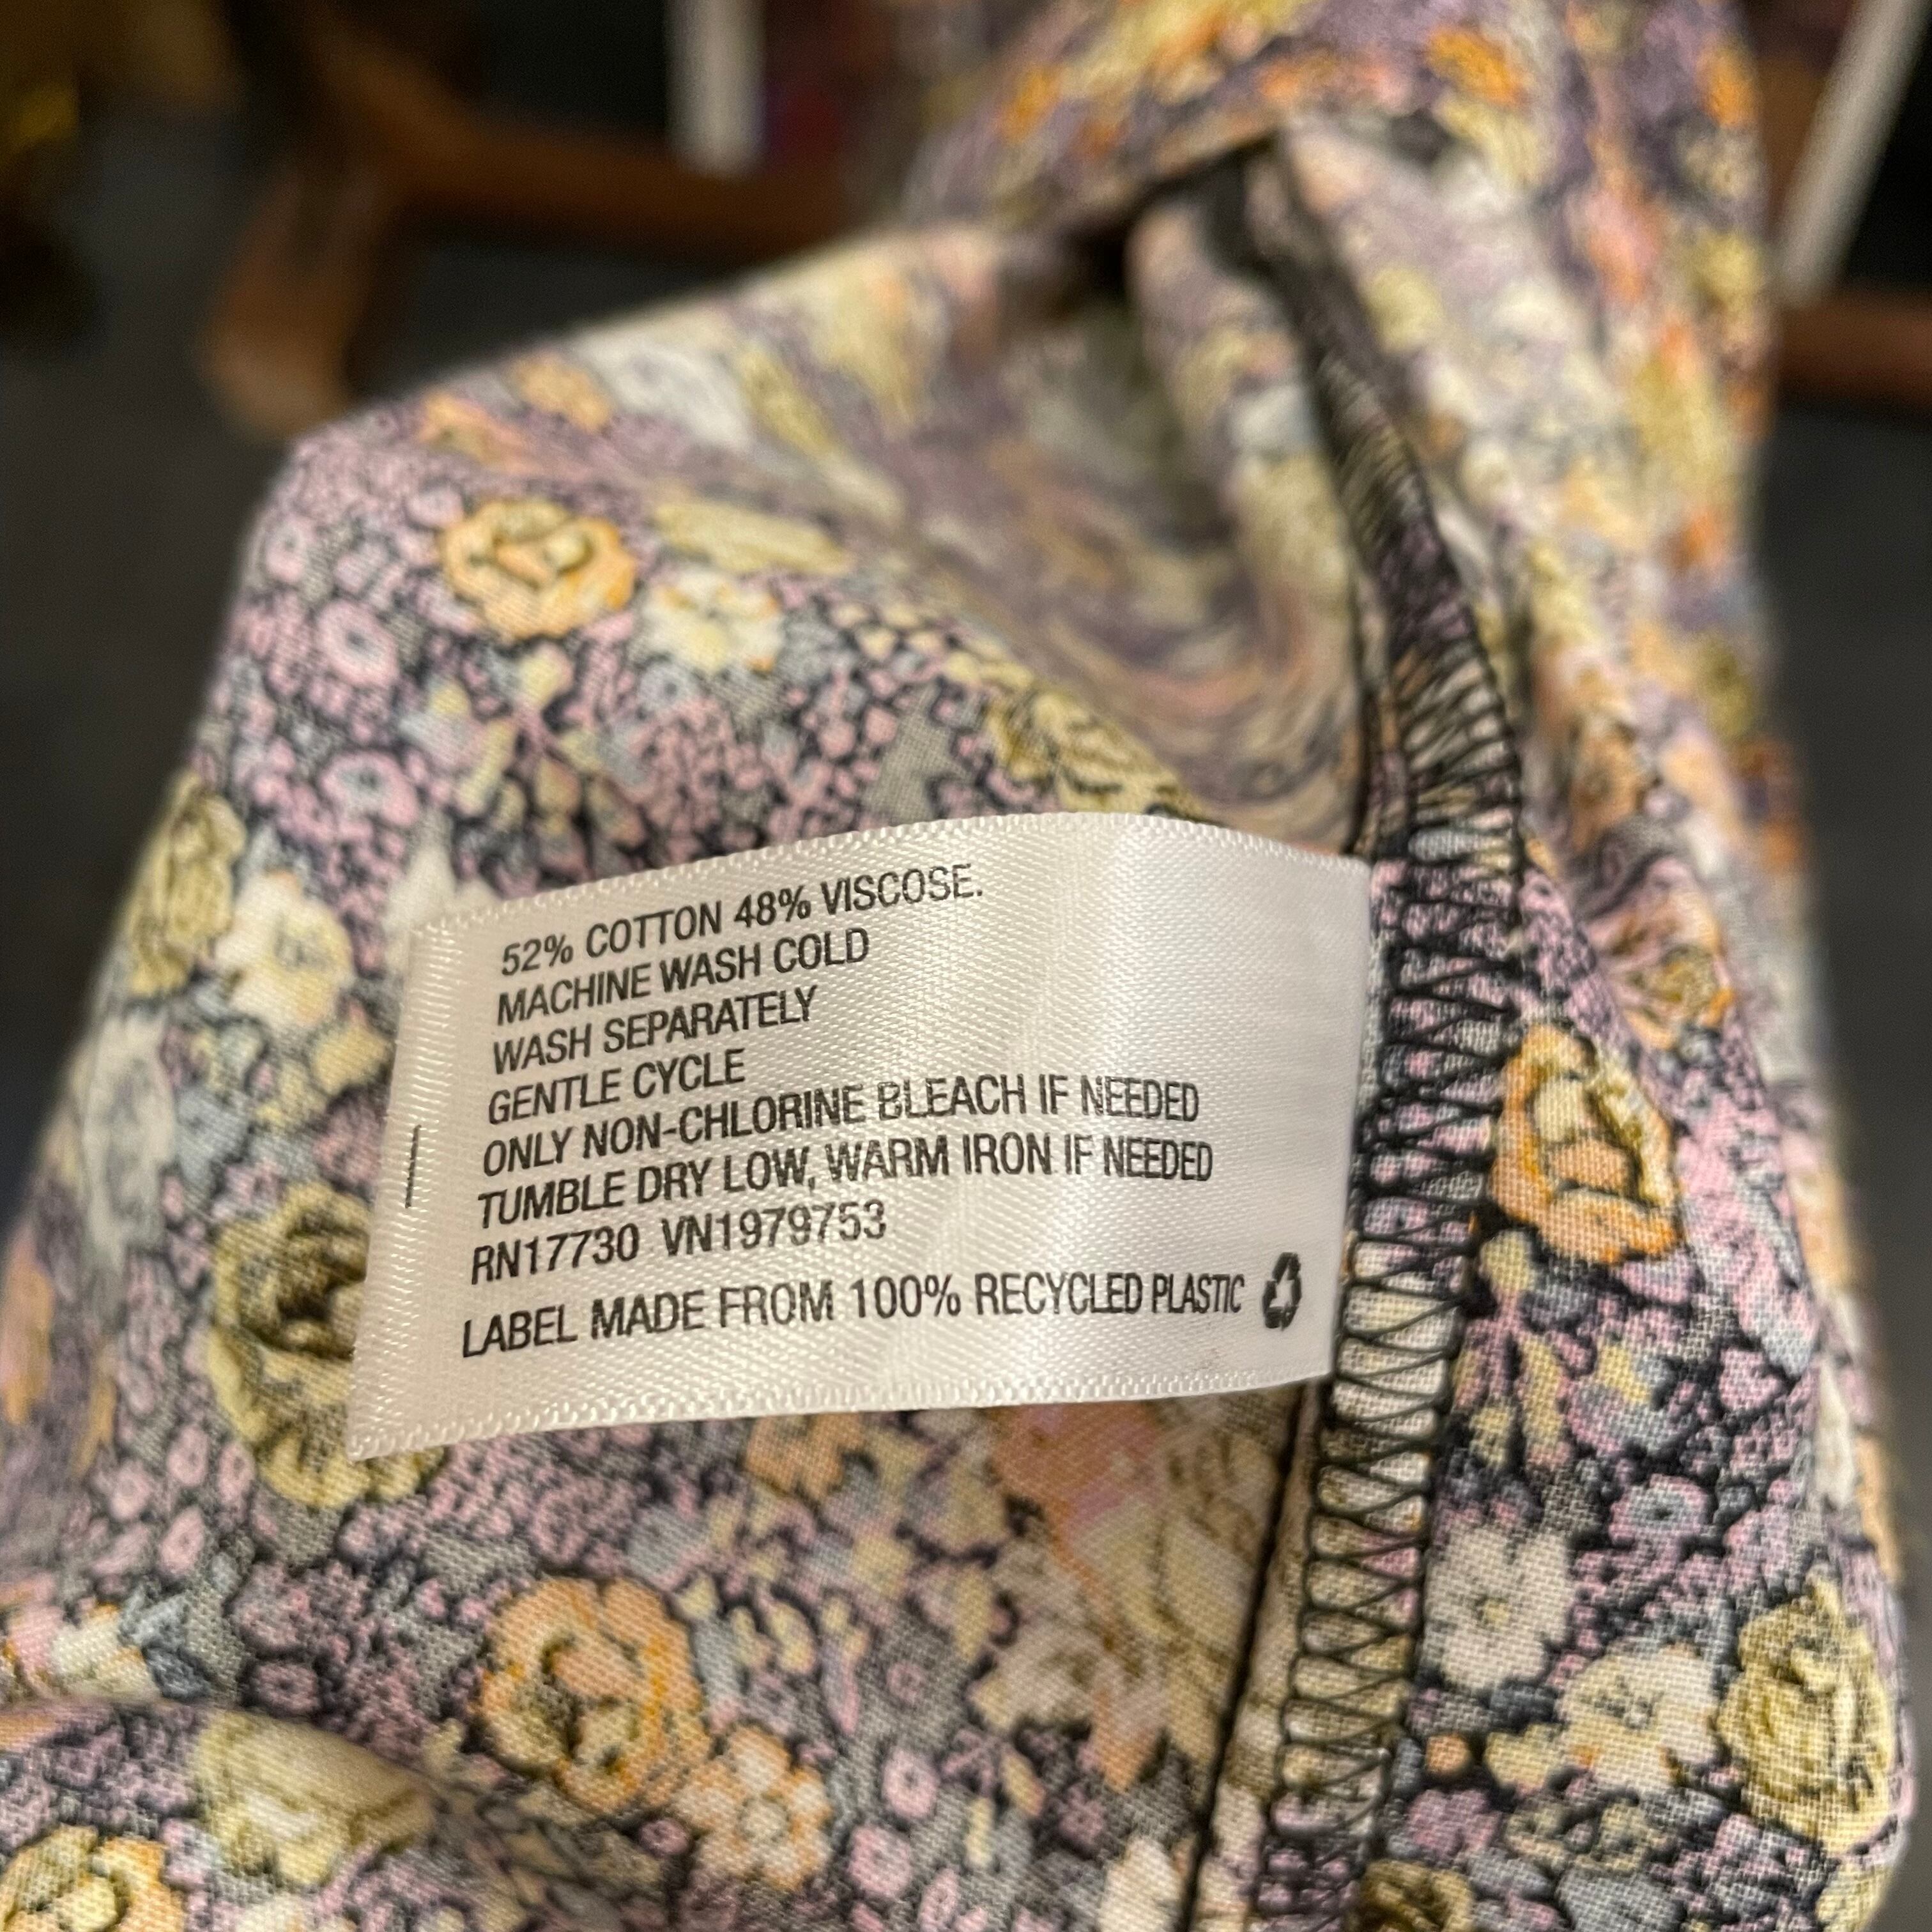 52% COTTON 48% VISCOSE.
MACHINE WASH COLD
WASH SEPARATELY
GENTLE CYCLE
ONLY NON-CHLORINE BLEACH IF NEEDED
TUMBLE DRY LOW, WARM IRON IF NEEDED
RN17730 VN1979753
LABEL MADE FROM 100% RECYCLED PLASTIC